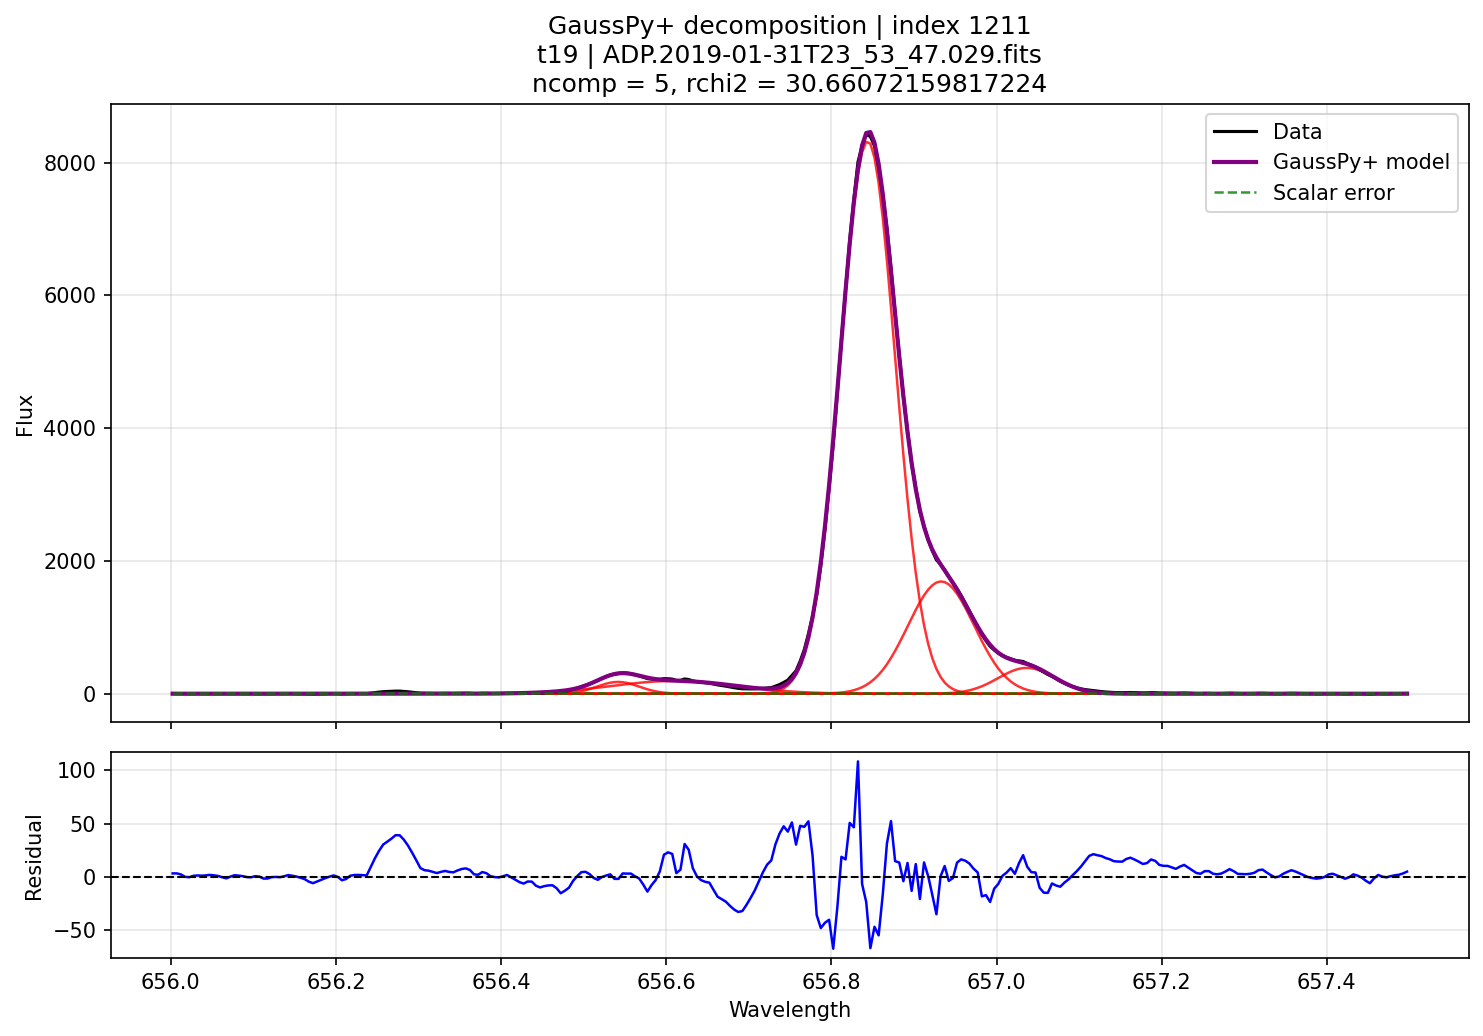 GaussPy+ decomposition | index 1211
t19 | ADP.2019-01-31T23_53_47.029.fits
ncomp = 5, rchi2 = 30.66072159817224
Data
GaussPy+ model
Scalar error
Flux
8000
6000
4000
2000
0
Residual
100
50
0
−50
656.0
656.2
656.4
656.6
656.8
657.0
657.2
657.4
Wavelength